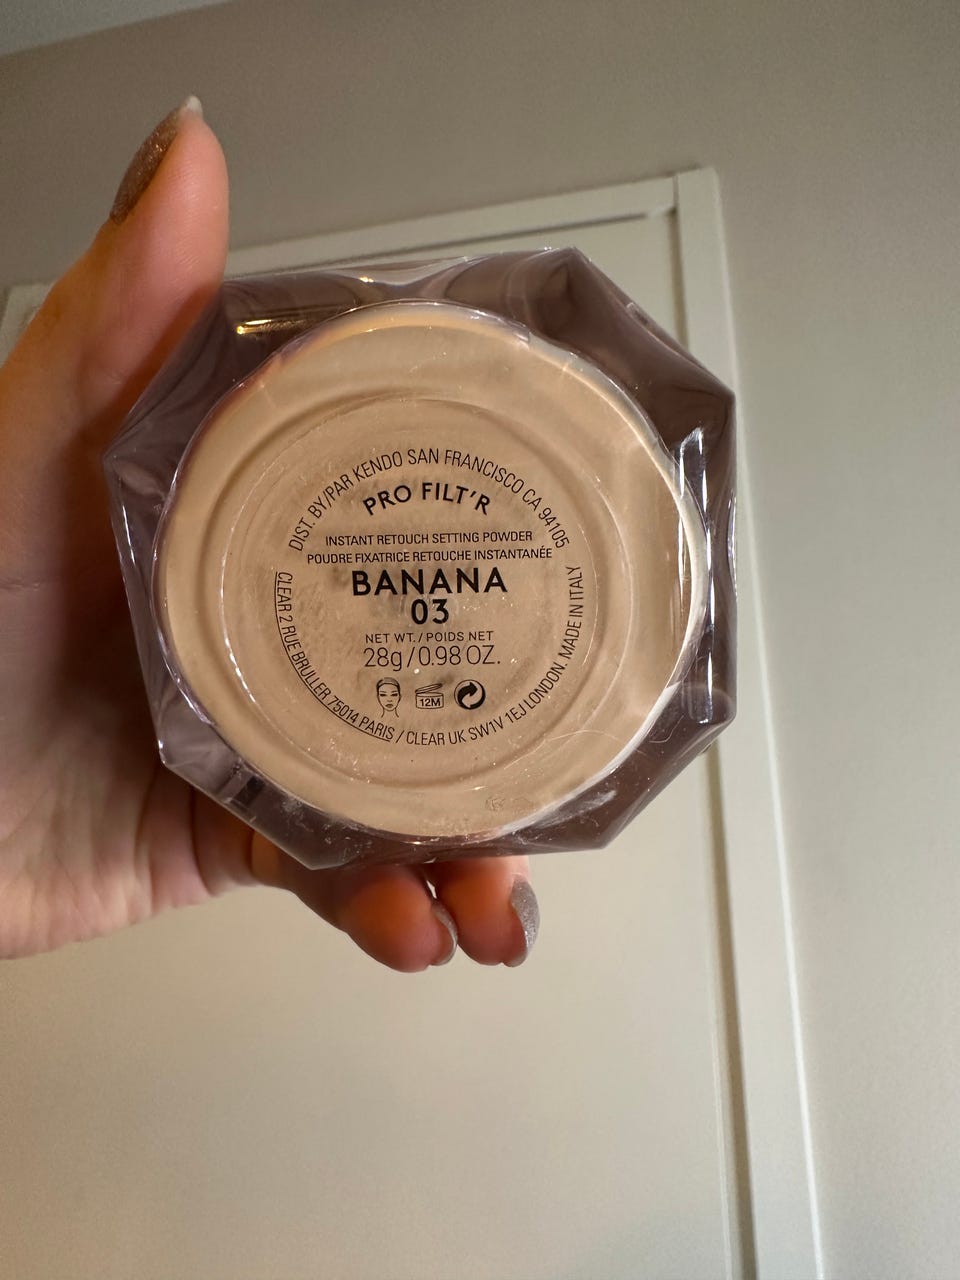 DIST. BY/PAR KENDO SAN FRANCISCO CA 94105
PRO FILT'R
INSTANT RETOUCH SETTING POWDER
POUDRE FIXATRICE RETOUCHE INSTANTANÉE
BANANA
03
NET WT./POIDS NET
28g/0.98 OZ.
12M
CLEAR 2 RUE BRULLER 75014 PARIS / CLEAR UK SW1V 1EJ LONDON. MADE IN ITALY